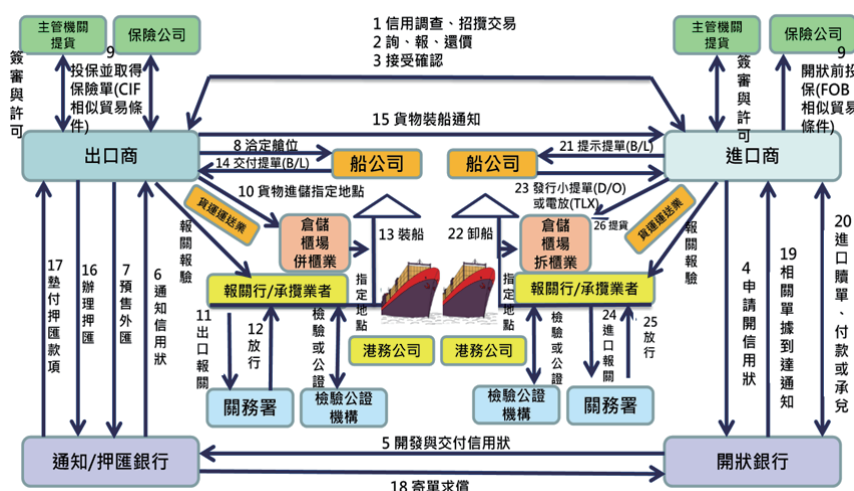 主管機關
提貨
保險公司
1 信用調查、招攬交易
2 詢、報、還價
3 接受確認
主管機關
提貨
保險公司
簽審與許可
9
投保並取得
保險單(CIF
相似貿易條
件)
簽審與許可
9
開狀前投
保(FOB
相似貿易
條件)
15 貨物裝船通知
出口商
8 洽定艙位
14 交付提單(B/L)
船公司
船公司
21 提示提單(B/L)
進口商
10 貨物進儲指定地點
23 發行小提單(D/O)
或電放(TLX)
26 提貨
貨運運送業
貨運運送業
報關報驗
倉儲
櫃場
併櫃業
13 裝船
22 卸船
倉儲
櫃場
拆櫃業
報關報驗
報關行/承攬業者
指定地點
指定地點
報關行/承攬業者
17 墊付押匯款項
16 辦理押匯
7 預售外匯
6 通知信用狀
11 出口報關
12 放行
檢驗或公證
港務公司
港務公司
檢驗或公證
24 進口報關
25 放行
4 申請開信用狀
19 相關單據到達通知
20 進口贖單、付款或承兌
關務署
檢驗公證
機構
檢驗公證
機構
關務署
通知/押匯銀行
5 開發與交付信用狀
開狀銀行
18 寄單求償